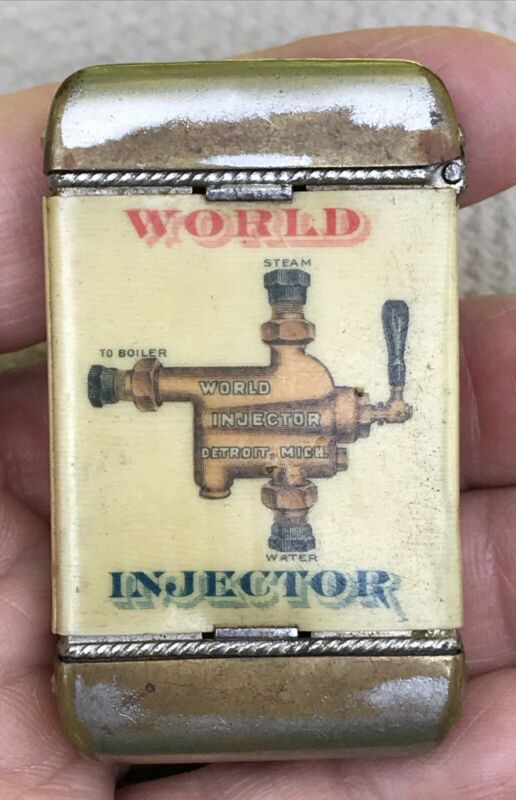 WORLD
STEAM
TO BOILER
WORLD
INJECTOR
DETROIT, MICH.
WATER
INJECTOR